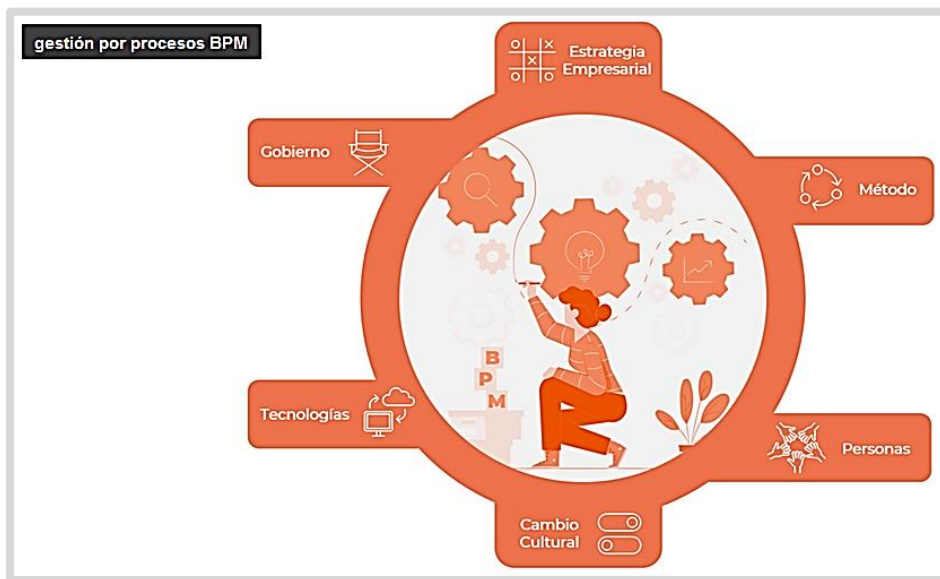 gestión por procesos BPM
Estrategia
Empresarial
Gobierno
Método
B
P
M
Tecnologías
Personas
Cambio
Cultural